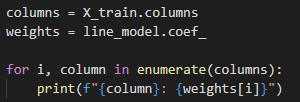 columns = X_train.columns
weights = line_model.coef_

for i, column in enumerate(columns):
    print(f"{column}: {weights[i]}")